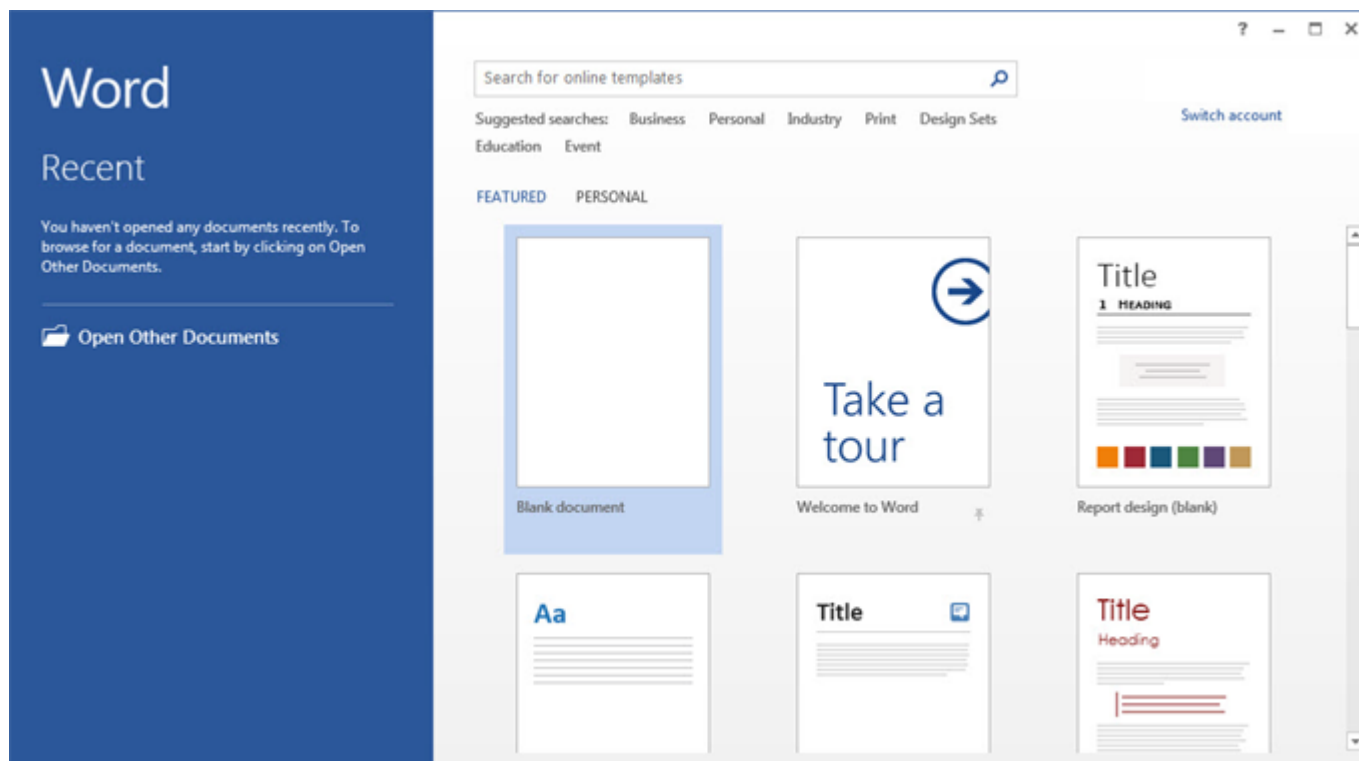 ?
Word
Search for online templates
Switch account
Suggested searches: Business Personal Industry Print Design Sets
Education Event
Recent
FEATURED PERSONAL
You haven't opened any documents recently. To
browse for a document, start by clicking on Open
Other Documents.
Open Other Documents
Take a
tour
Title
1 HEADING
Blank document
Welcome to Word
Report design (blank)
Aa
Title
Title
Heading